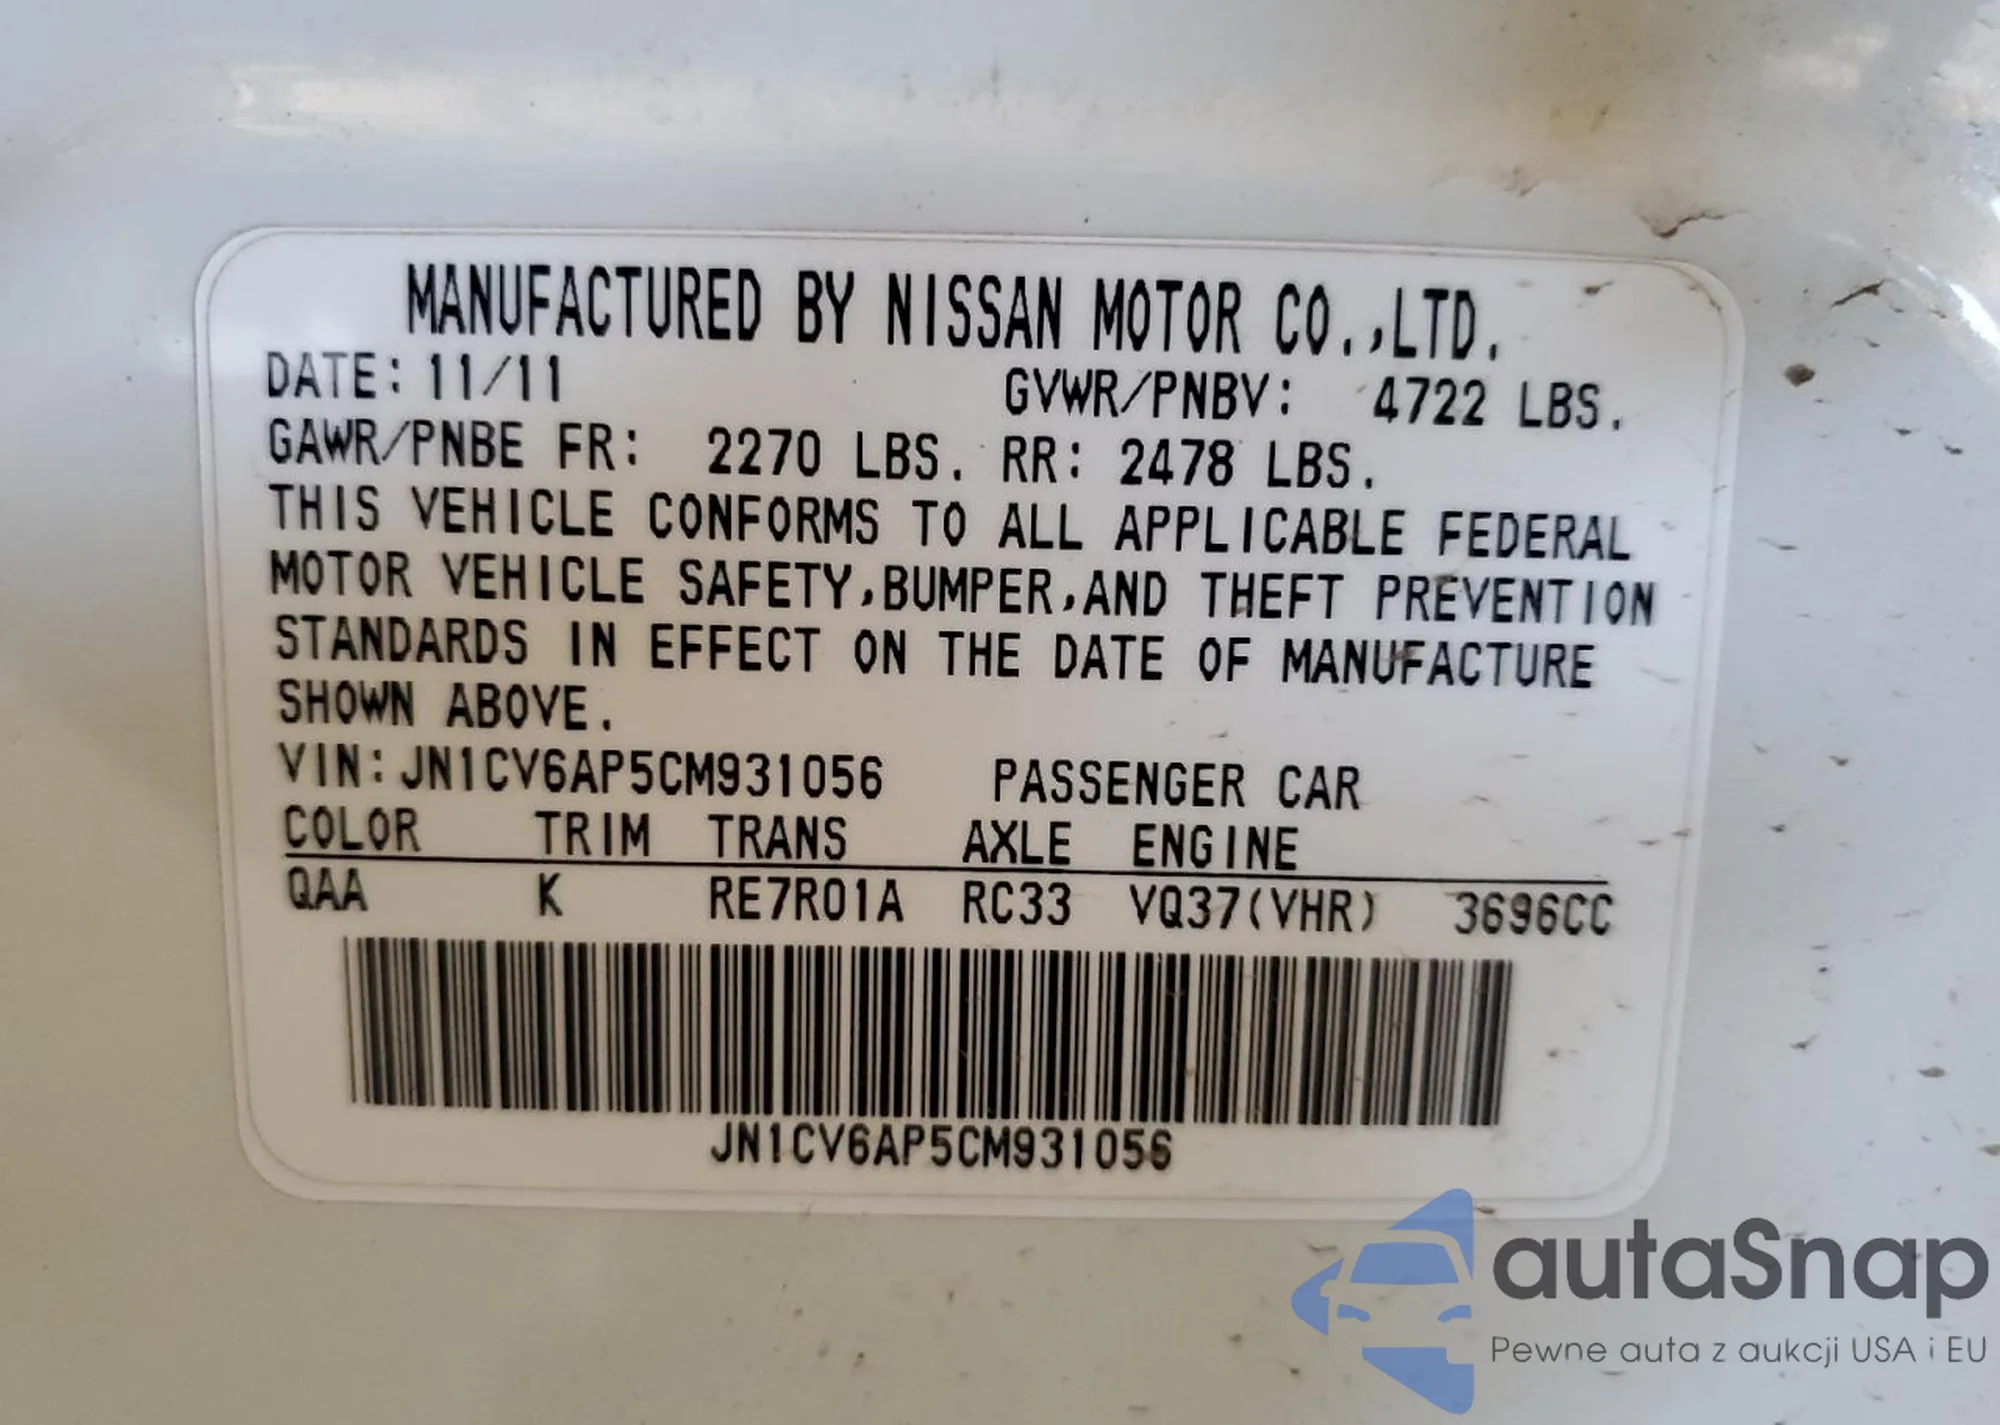 MANUFACTURED BY NISSAN MOTOR CO.,LTD.
DATE: 11/11 GVWR/PNBV: 4722 LBS.
GAWR/PNBE FR: 2270 LBS. RR: 2478 LBS.
THIS VEHICLE CONFORMS TO ALL APPLICABLE FEDERAL
MOTOR VEHICLE SAFETY,BUMPER,AND THEFT PREVENTION
STANDARDS IN EFFECT ON THE DATE OF MANUFACTURE
SHOWN ABOVE.
VIN:JN1CV6AP5CM931056 PASSENGER CAR
COLOR TRIM TRANS AXLE ENGINE
QAA K RE7R01A RC33 VQ37(VHR) 3696CC
JN1CV6AP5CM931056
autaSnap
Pewne auta z aukcji USA i EU